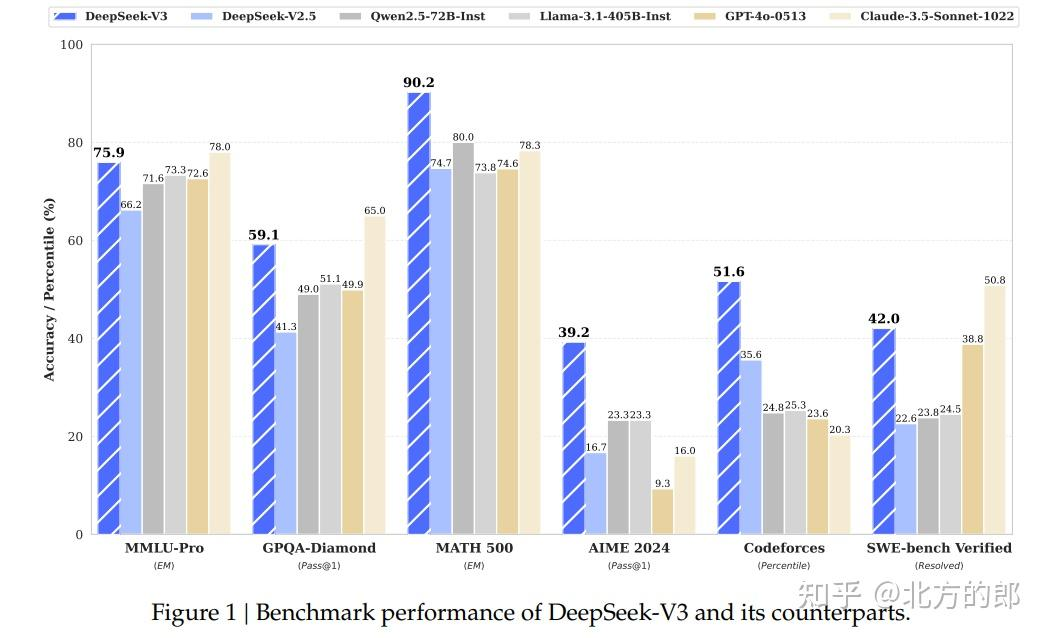 DeepSeek-V3 DeepSeek-V2.5 Qwen2.5-72B-Inst Llama-3.1-405B-Inst GPT-4o-0513 Claude-3.5-Sonnet-1022
Accuracy / Percentile (%)
100
80
60
40
20
0
75.9 66.2 71.6 73.3 72.6 78.0
59.1 41.3 49.0 51.1 49.9 65.0
90.2 74.7 80.0 73.8 74.6 78.3
39.2 16.7 23.3 23.3 9.3 16.0
51.6 35.6 24.8 25.3 23.6 20.3
42.0 22.6 23.8 24.5 38.8 50.8
MMLU-Pro GPQA-Diamond MATH 500 AIME 2024 Codeforces SWE-bench Verified
(EM) (Pass@1) (EM) (Pass@1) (Percentile) (Resolved)
知乎 @北方的郎
Figure 1 | Benchmark performance of DeepSeek-V3 and its counterparts.